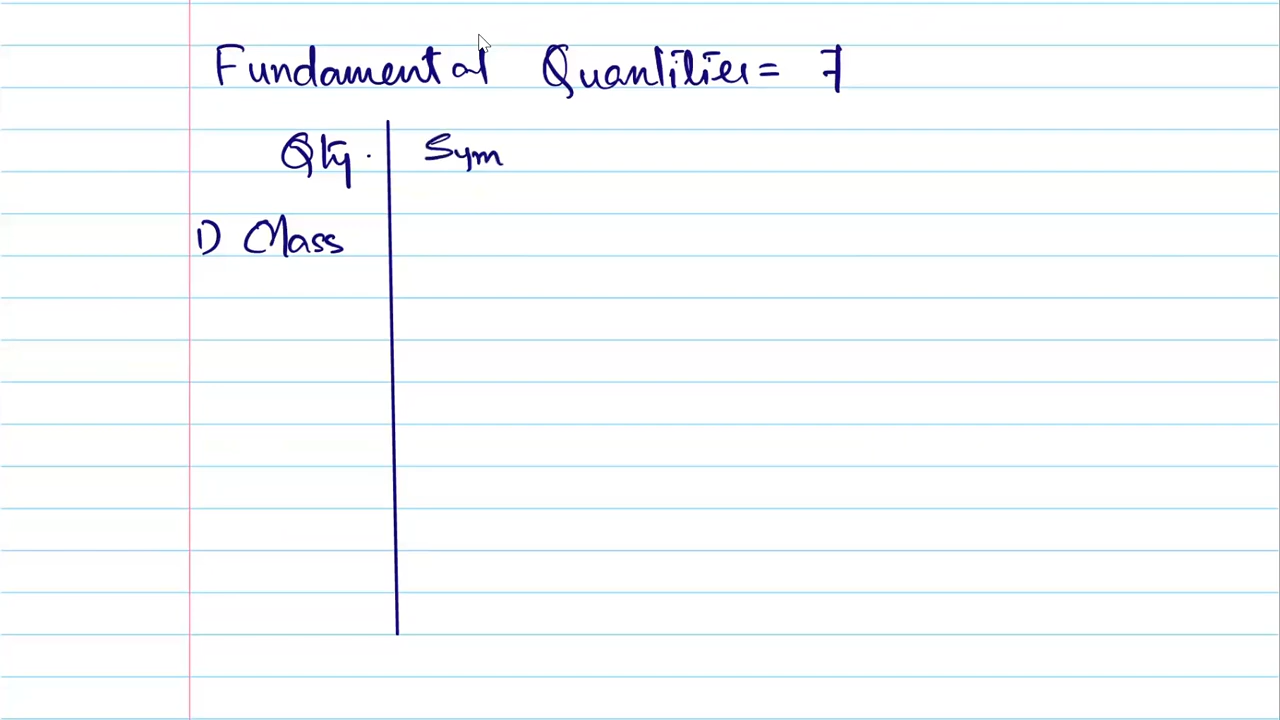 Fundamental Quantities = 7
Qty. Sym
1) Mass